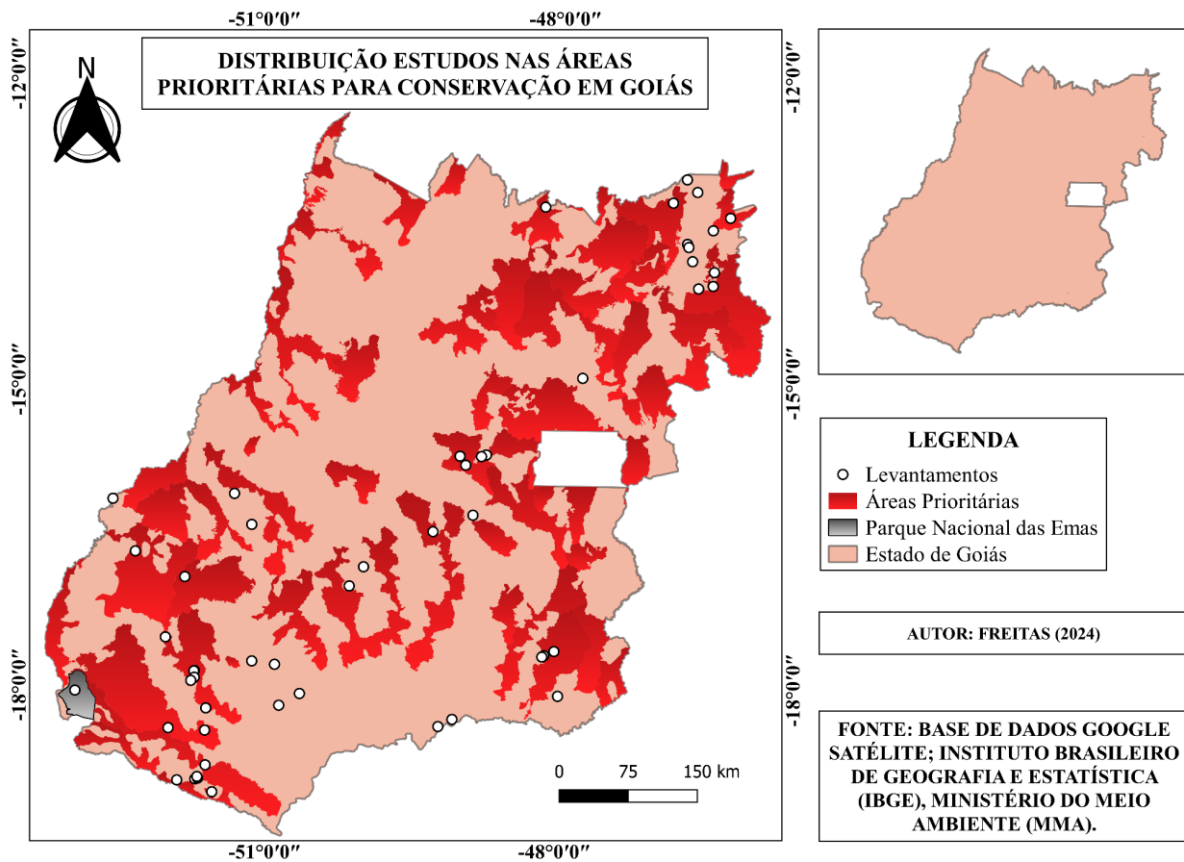 -51°0′0″
-48°0′0″
-12°0′0″
-12°0′0″
DISTRIBUIÇÃO ESTUDOS NAS ÁREAS
PRIORITÁRIAS PARA CONSERVAÇÃO EM GOIÁS
N
-15°0′0″
-15°0′0″
-18°0′0″
-18°0′0″
0 75 150 km
-51°0′0″
-48°0′0″
LEGENDA
Levantamentos
Áreas Prioritárias
Parque Nacional das Emas
Estado de Goiás
AUTOR: FREITAS (2024)
FONTE: BASE DE DADOS GOOGLE
SATÉLITE; INSTITUTO BRASILEIRO
DE GEOGRAFIA E ESTATÍSTICA
(IBGE), MINISTÉRIO DO MEIO
AMBIENTE (MMA).